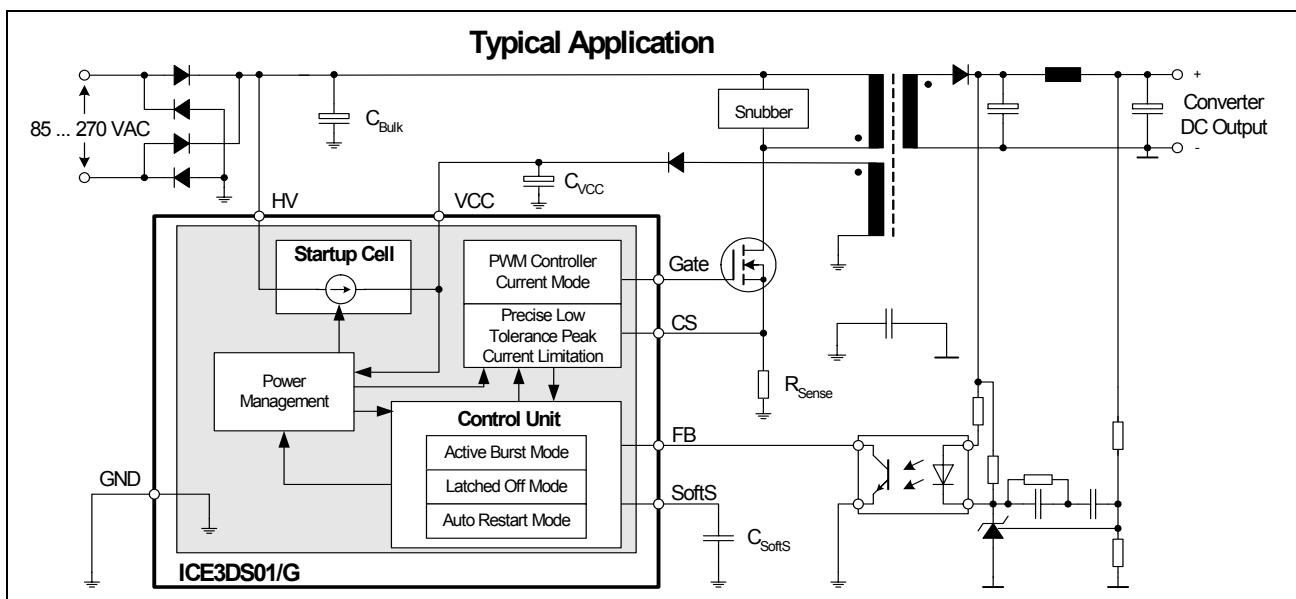 Typical Application
85 ... 270 VAC
C_Bulk
Snubber
+
Converter
DC Output
-
C_VCC
HV
VCC
Startup Cell
PWM Controller
Current Mode
Gate
Precise Low
Tolerance Peak
Current Limitation
CS
Power
Management
R_Sense
Control Unit
FB
Active Burst Mode
Latched Off Mode
Auto Restart Mode
GND
SoftS
C_SoftS
ICE3DS01/G